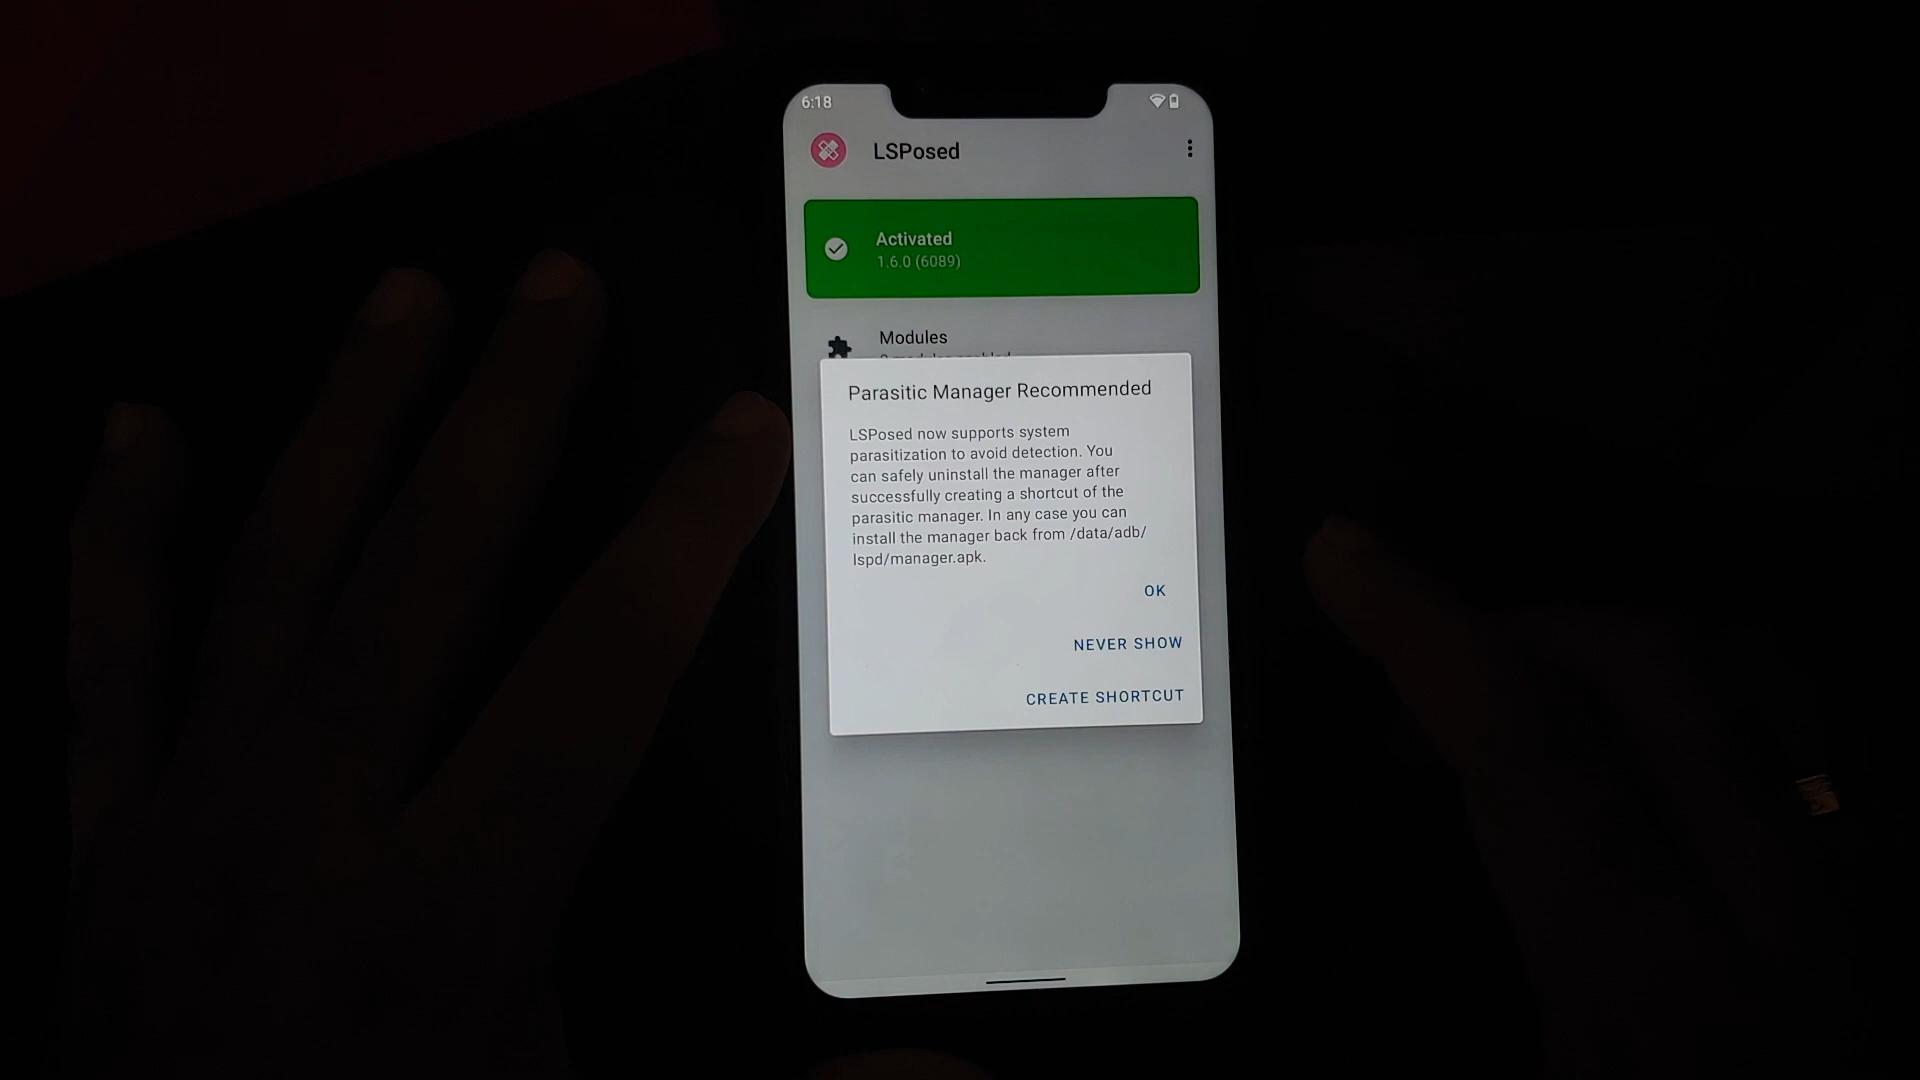 6:18
LSPosed
Activated
1.6.0 (6089)
Modules
Parasitic Manager Recommended
LSPosed now supports system
parasitization to avoid detection. You
can safely uninstall the manager after
successfully creating a shortcut of the
parasitic manager. In any case you can
install the manager back from /data/adb/
lspd/manager.apk.
OK
NEVER SHOW
CREATE SHORTCUT